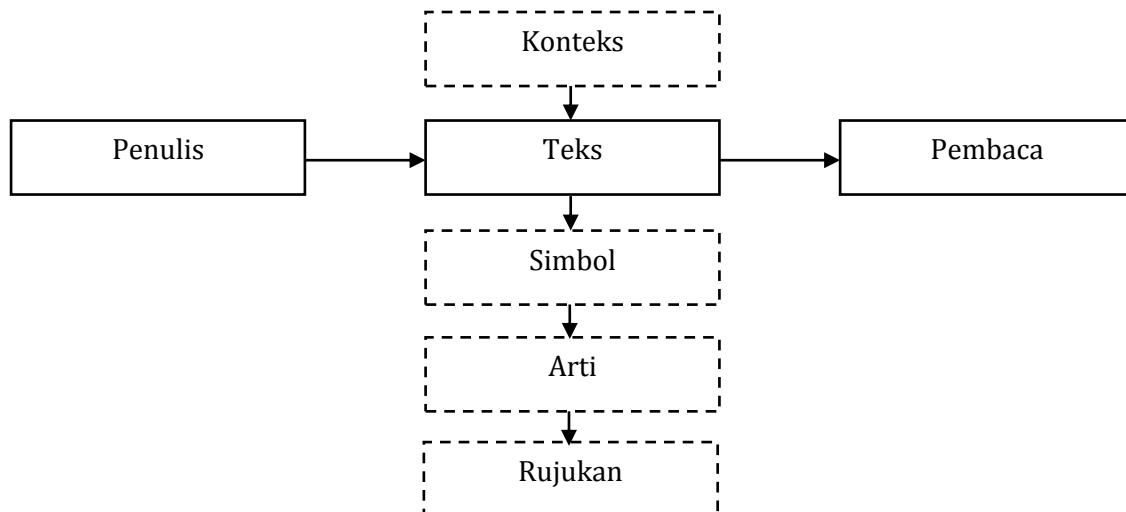 Konteks
Penulis
Teks
Pembaca
Simbol
Arti
Rujukan